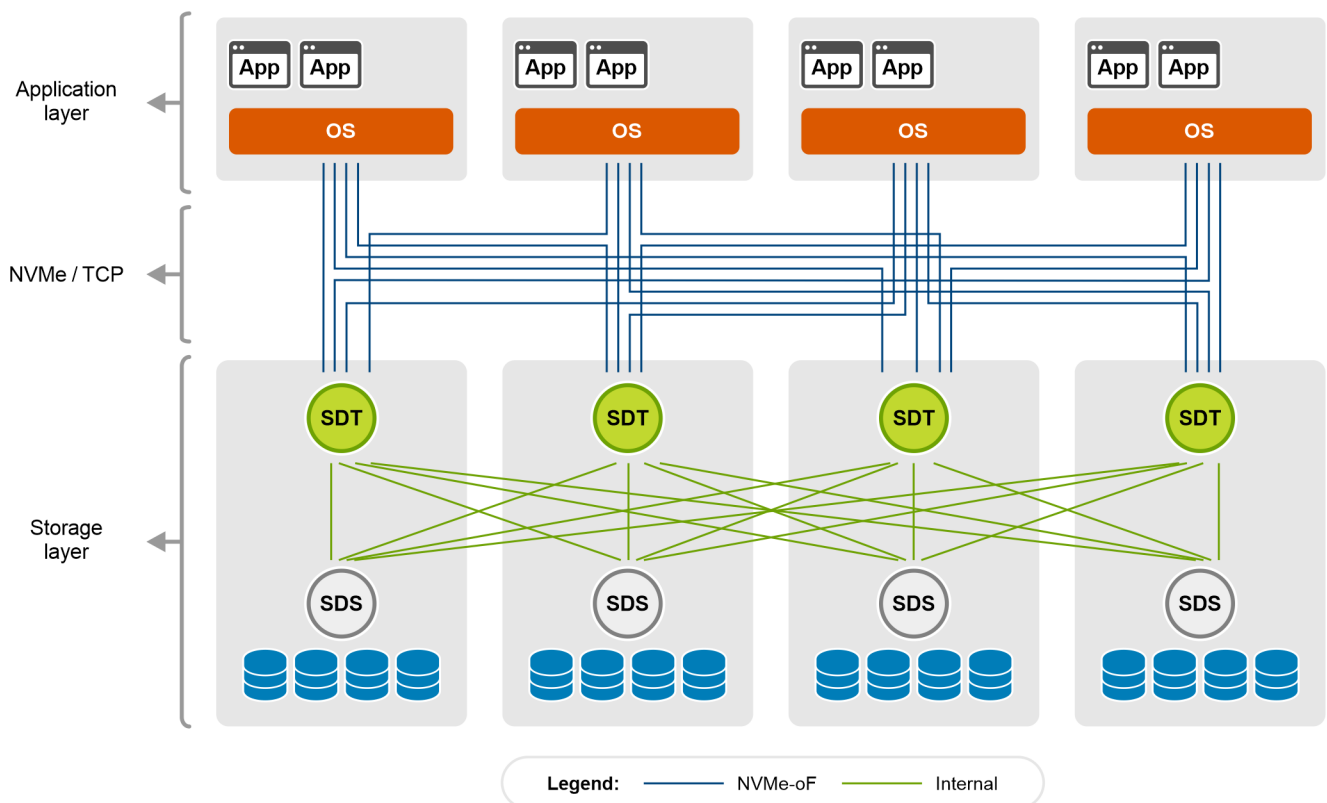 Application
layer
App App App App App App App App
OS OS OS OS
NVMe / TCP
SDT SDT SDT SDT
Storage
layer
SDS SDS SDS SDS
Legend: NVMe-oF Internal